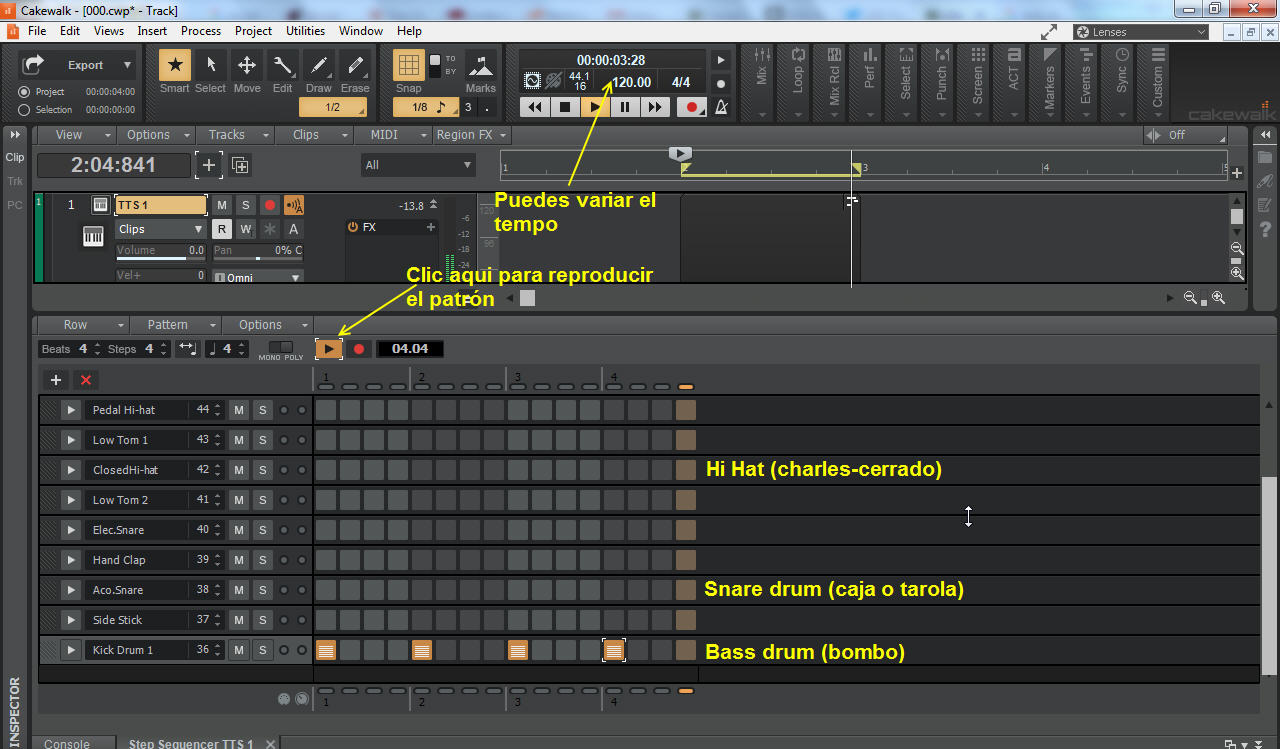 Cakewalk - [000.cwp* - Track]
File Edit Views Insert Process Project Utilities Window Help
Lenses
Export
Project 00:00:04:00
Selection 00:00:00:00
Smart Select Move Edit Draw Erase
1/2
TO
BY
Snap Marks
1/8 3 .
00:00:03:28
44.1
16
120.00 4/4
Mix
Loop
Mix Rcl
Perf
Select
Punch
Screen
ACT
Markers
Events
Sync
Custom
cakewalk
View Options Tracks Clips MIDI Region FX
Off
Clip
Trk
PC
2:04:841
All
1 3 4 5
1 1 TTS 1 M S A -13.8
Clips R W * A
FX
Volume 0.0 Pan 0% C
Vel+ 0 Omni
-6
-12
-18
-24
120
96
Puedes variar el
tempo
Clic aqui para reproducir
el patrón
Row Pattern Options
Beats 4 Steps 4 4 MONO POLY 04.04
1 2 3 4
Pedal Hi-hat 44 M S
Low Tom 1 43 M S
ClosedHi-hat 42 M S Hi Hat (charles-cerrado)
Low Tom 2 41 M S
Elec.Snare 40 M S
Hand Clap 39 M S
Aco.Snare 38 M S Snare drum (caja o tarola)
Side Stick 37 M S
Kick Drum 1 36 M S Bass drum (bombo)
1 2 3 4
INSPECTOR
Console Step Sequencer TTS 1